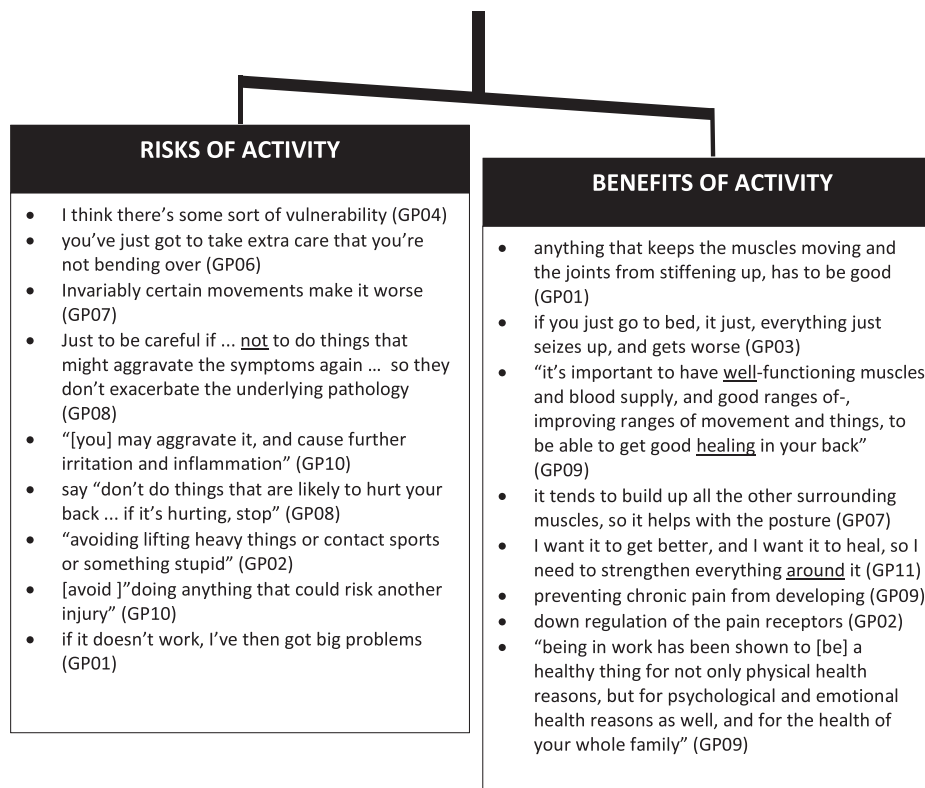 RISKS OF ACTIVITY
• I think there’s some sort of vulnerability (GP04)
• you’ve just got to take extra care that you’re
not bending over (GP06)
• Invariably certain movements make it worse
(GP07)
• Just to be careful if ... not to do things that
might aggravate the symptoms again ... so they
don’t exacerbate the underlying pathology
(GP08)
• “[you] may aggravate it, and cause further
irritation and inflammation” (GP10)
• say “don’t do things that are likely to hurt your
back ... if it’s hurting, stop” (GP08)
• “avoiding lifting heavy things or contact sports
or something stupid” (GP02)
• [avoid ]”doing anything that could risk another
injury” (GP10)
• if it doesn’t work, I’ve then got big problems
(GP01)
BENEFITS OF ACTIVITY
• anything that keeps the muscles moving and
the joints from stiffening up, has to be good
(GP01)
• if you just go to bed, it just, everything just
seizes up, and gets worse (GP03)
• “it’s important to have well-functioning muscles
and blood supply, and good ranges of-,
improving ranges of movement and things, to
be able to get good healing in your back”
(GP09)
• it tends to build up all the other surrounding
muscles, so it helps with the posture (GP07)
• I want it to get better, and I want it to heal, so I
need to strengthen everything around it (GP11)
• preventing chronic pain from developing (GP09)
• down regulation of the pain receptors (GP02)
• “being in work has been shown to [be] a
healthy thing for not only physical health
reasons, but for psychological and emotional
health reasons as well, and for the health of
your whole family” (GP09)